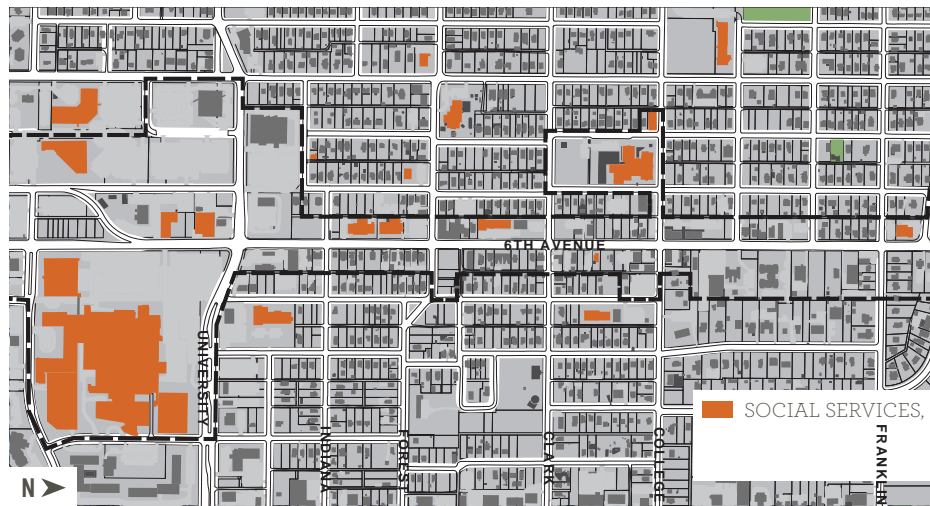 6TH AVENUE
UNIVERSITY
SOCIAL SERVICES,
INDIANA
FOREST
CLARK
COLLEGE
FRANKLIN
N